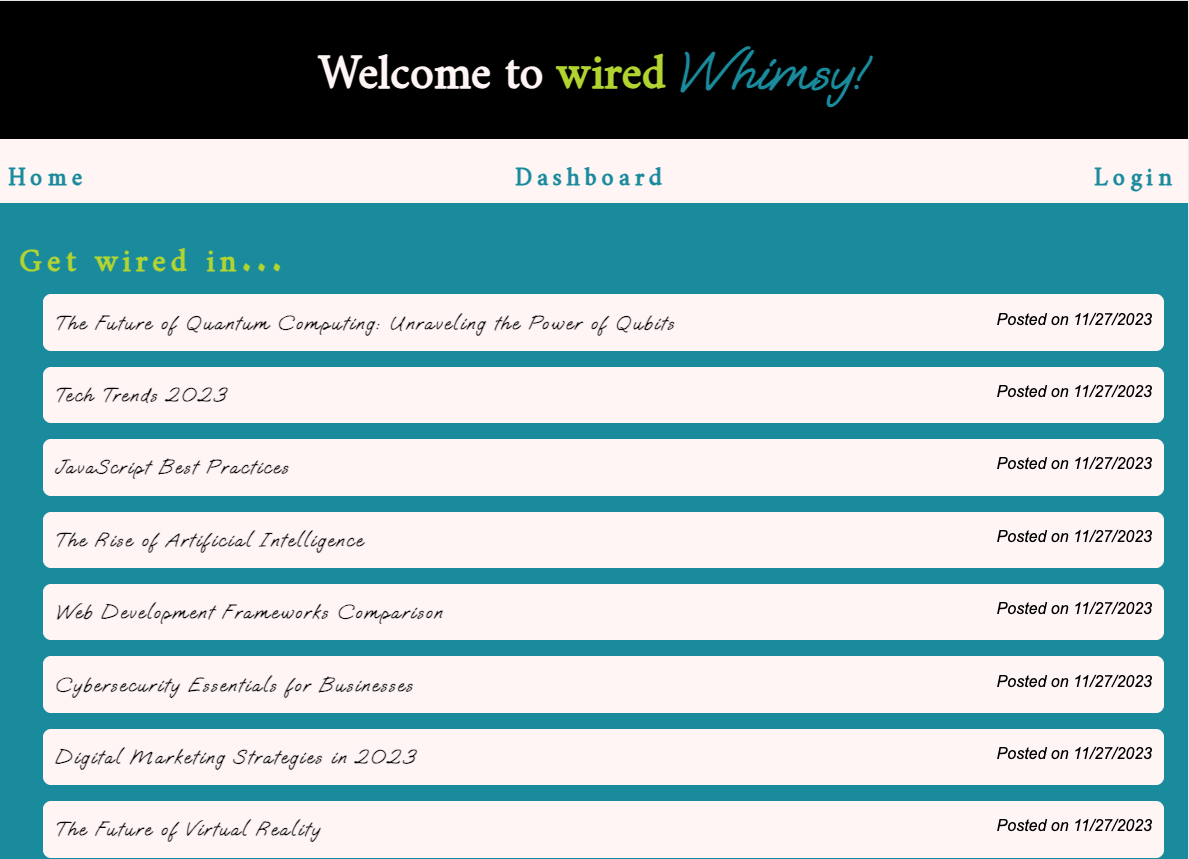 Welcome to wired Whimsy!
Home Dashboard Login
Get wired in...
The Future of Quantum Computing: Unraveling the Power of Qubits Posted on 11/27/2023
Tech Trends 2023 Posted on 11/27/2023
JavaScript Best Practices Posted on 11/27/2023
The Rise of Artificial Intelligence Posted on 11/27/2023
Web Development Frameworks Comparison Posted on 11/27/2023
Cybersecurity Essentials for Businesses Posted on 11/27/2023
Digital Marketing Strategies in 2023 Posted on 11/27/2023
The Future of Virtual Reality Posted on 11/27/2023